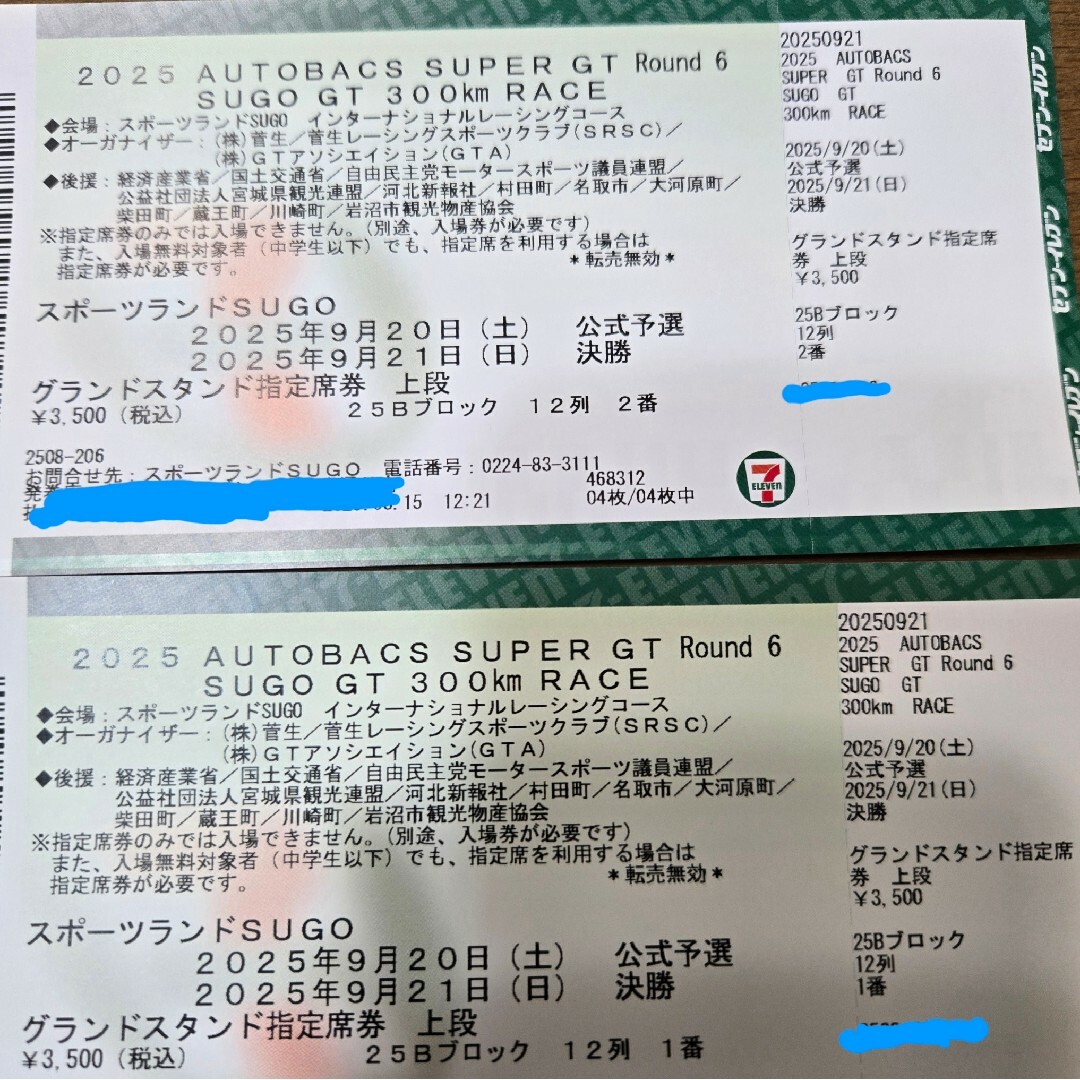 ２０２５ ＡＵＴＯＢＡＣＳ ＳＵＰＥＲ ＧＴ Round 6
ＳＵＧＯ ＧＴ ３００km ＲＡＣＥ
◆会場：スポーツランドSUGO インターナショナルレーシングコース
◆オーガナイザー：（株）菅生／菅生レーシングスポーツクラブ（ＳＲＳＣ）／
（株）ＧＴアソシエイション（ＧＴＡ）
◆後援：経済産業省／国土交通省／自由民主党モータースポーツ議員連盟／
公益社団法人宮城県観光連盟／河北新報社／村田町／名取市／大河原町／
柴田町／蔵王町／川崎町／岩沼市観光物産協会
※指定席券のみでは入場できません。（別途、入場券が必要です）
また、入場無料対象者（中学生以下）でも、指定席を利用する場合は
指定席券が必要です。
＊転売無効＊
スポーツランドＳＵＧＯ
２０２５年９月２０日（土） 公式予選
２０２５年９月２１日（日） 決勝
グランドスタンド指定席券 上段
￥3,500（税込）
２５Ｂブロック １２列 ２番
2508-206
お問合せ先：スポーツランドＳＵＧＯ 電話番号：0224-83-3111
468312
15 12:21
04枚/04枚中
7
ELEVEN
20250921
2025 AUTOBACS
SUPER GT Round 6
SUGO GT
300km RACE
2025/9/20(土)
公式予選
2025/9/21(日)
決勝
グランドスタンド指定席
券 上段
￥3,500
25Bブロック
12列
2番
セブン-イレブン
セブン-イレブン
セブン-イレブン
7-ELEVEN
２０２５ ＡＵＴＯＢＡＣＳ ＳＵＰＥＲ ＧＴ Round 6
ＳＵＧＯ ＧＴ ３００km ＲＡＣＥ
◆会場：スポーツランドSUGO インターナショナルレーシングコース
◆オーガナイザー：（株）菅生／菅生レーシングスポーツクラブ（ＳＲＳＣ）／
（株）ＧＴアソシエイション（ＧＴＡ）
◆後援：経済産業省／国土交通省／自由民主党モータースポーツ議員連盟／
公益社団法人宮城県観光連盟／河北新報社／村田町／名取市／大河原町／
柴田町／蔵王町／川崎町／岩沼市観光物産協会
※指定席券のみでは入場できません。（別途、入場券が必要です）
また、入場無料対象者（中学生以下）でも、指定席を利用する場合は
指定席券が必要です。
＊転売無効＊
スポーツランドＳＵＧＯ
２０２５年９月２０日（土） 公式予選
２０２５年９月２１日（日） 決勝
グランドスタンド指定席券 上段
￥3,500（税込）
２５Ｂブロック １２列 １番
20250921
2025 AUTOBACS
SUPER GT Round 6
SUGO GT
300km RACE
2025/9/20(土)
公式予選
2025/9/21(日)
決勝
グランドスタンド指定席
券 上段
￥3,500
25Bブロック
12列
1番